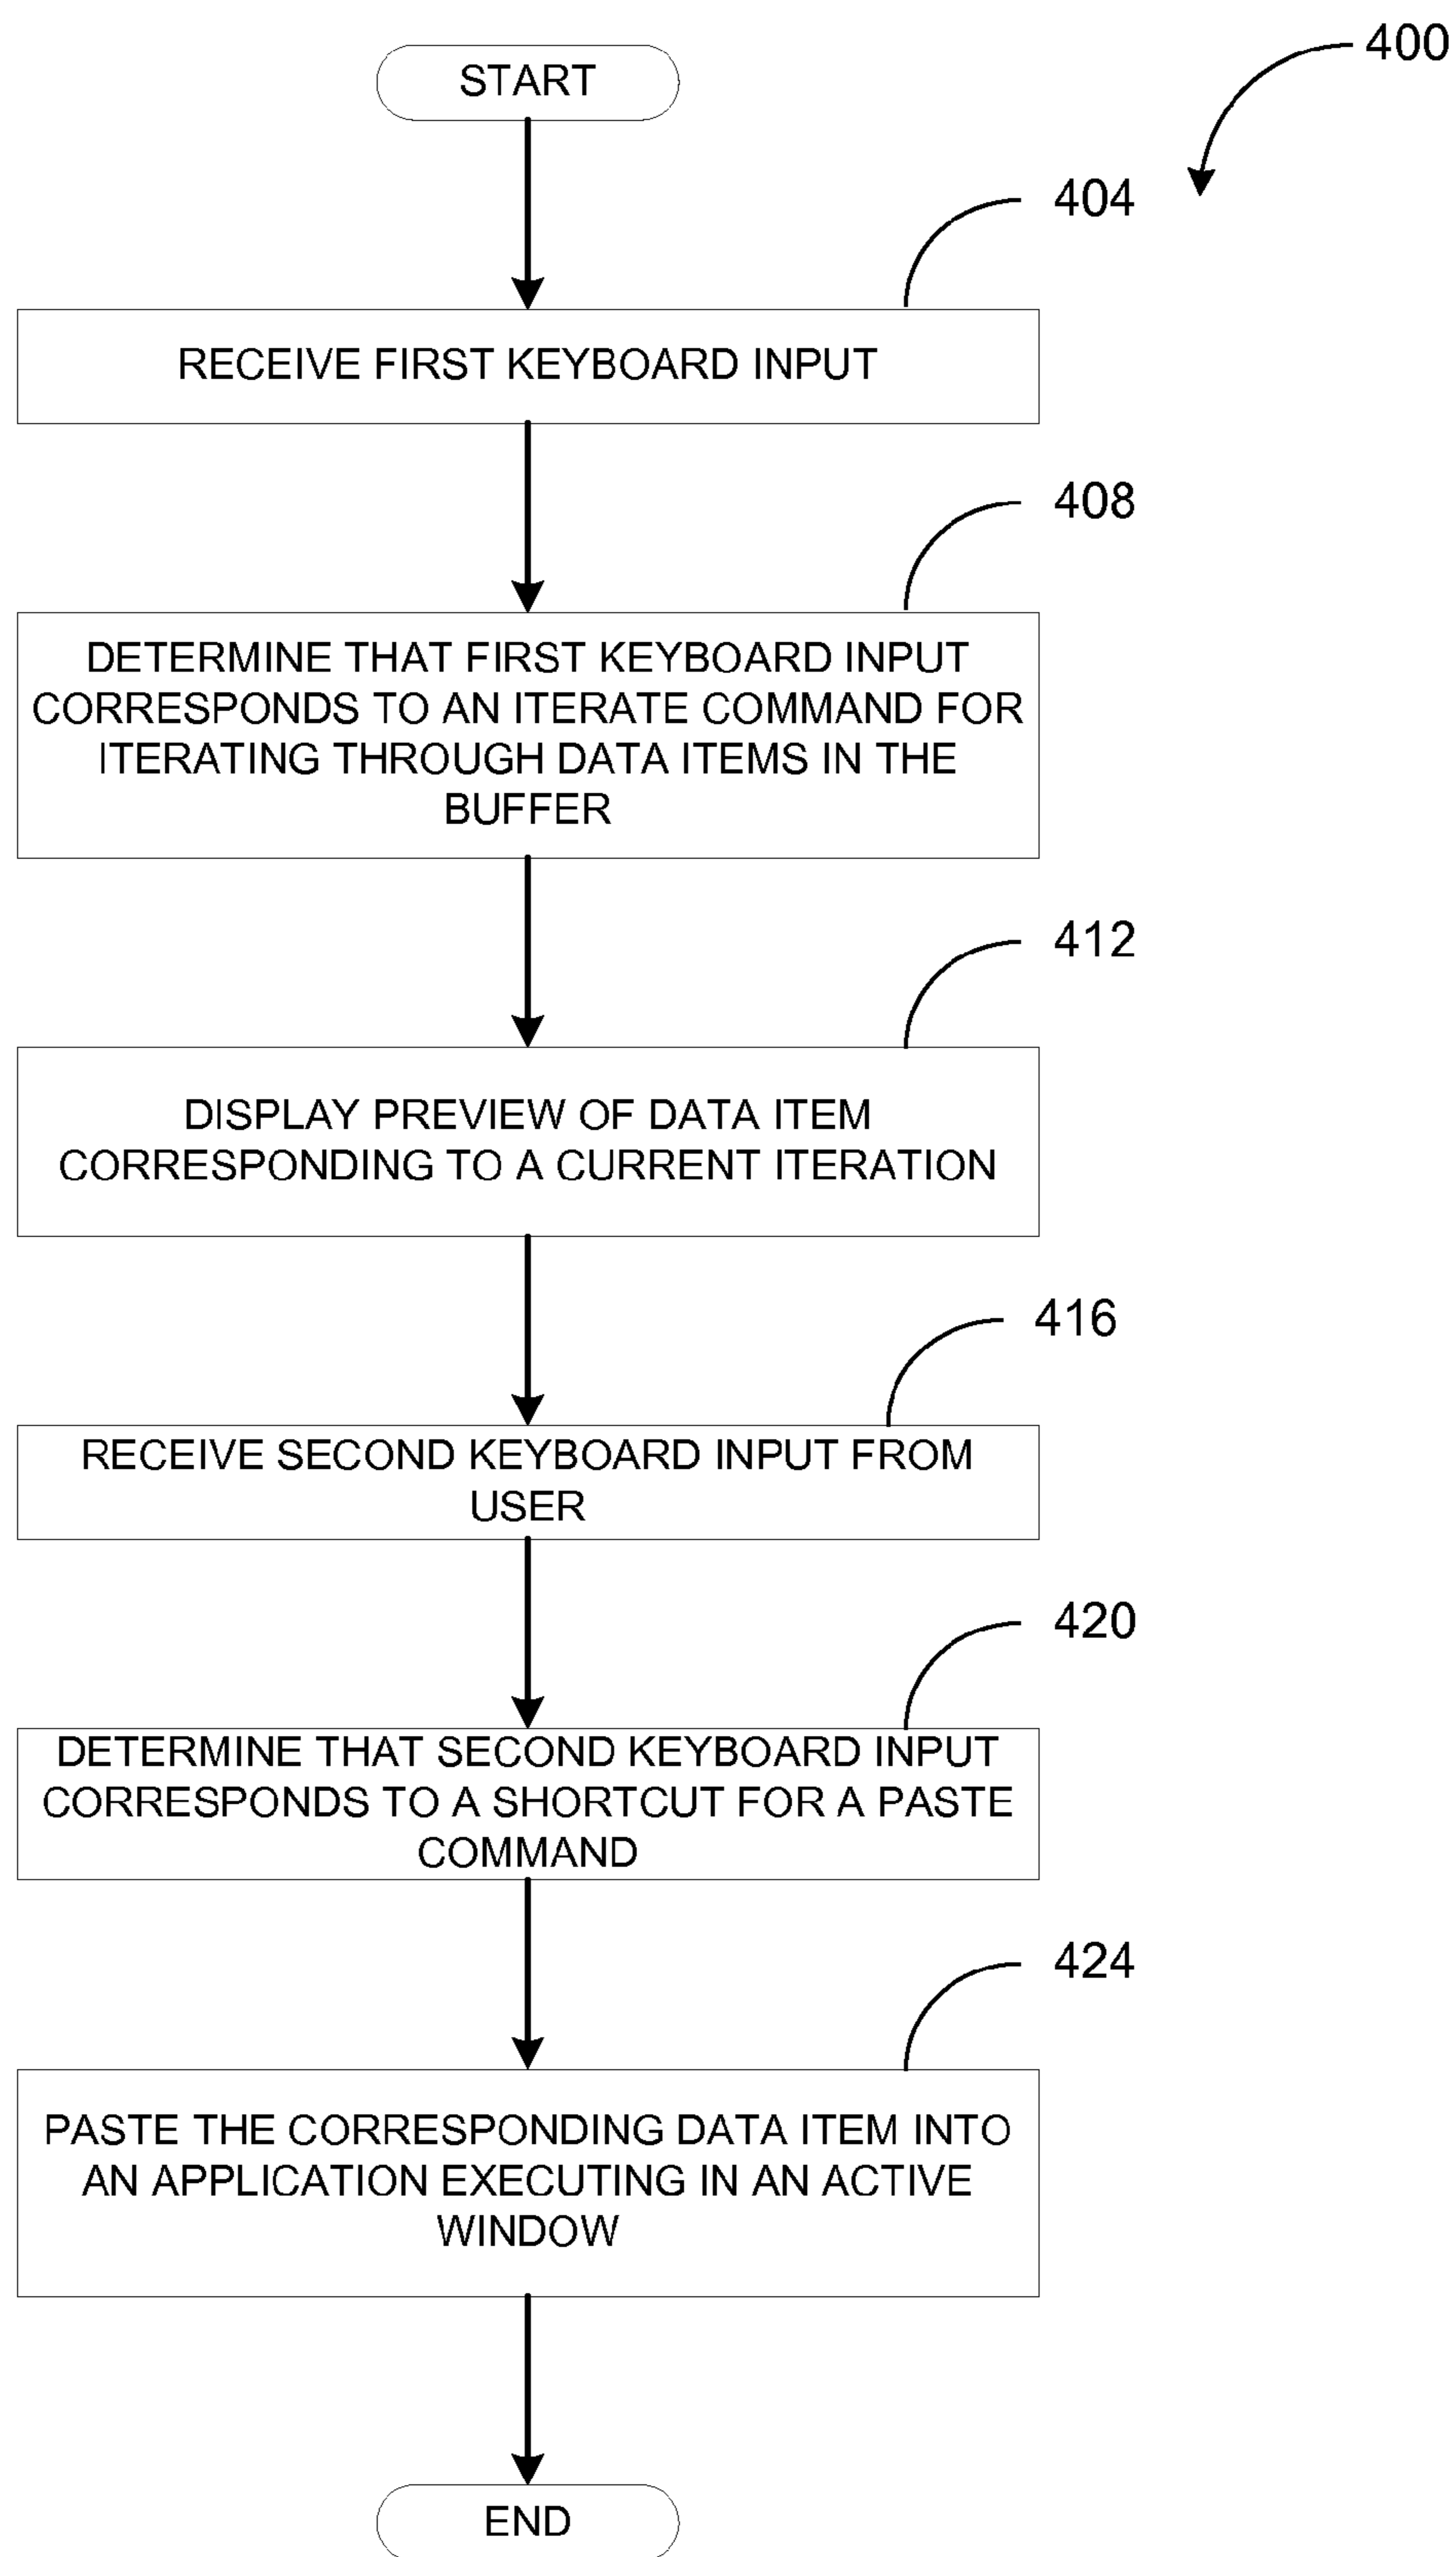 START
400
404
RECEIVE FIRST KEYBOARD INPUT
408
DETERMINE THAT FIRST KEYBOARD INPUT
CORRESPONDS TO AN ITERATE COMMAND FOR
ITERATING THROUGH DATA ITEMS IN THE
BUFFER
412
DISPLAY PREVIEW OF DATA ITEM
CORRESPONDING TO A CURRENT ITERATION
416
RECEIVE SECOND KEYBOARD INPUT FROM
USER
420
DETERMINE THAT SECOND KEYBOARD INPUT
CORRESPONDS TO A SHORTCUT FOR A PASTE
COMMAND
424
PASTE THE CORRESPONDING DATA ITEM INTO
AN APPLICATION EXECUTING IN AN ACTIVE
WINDOW
END